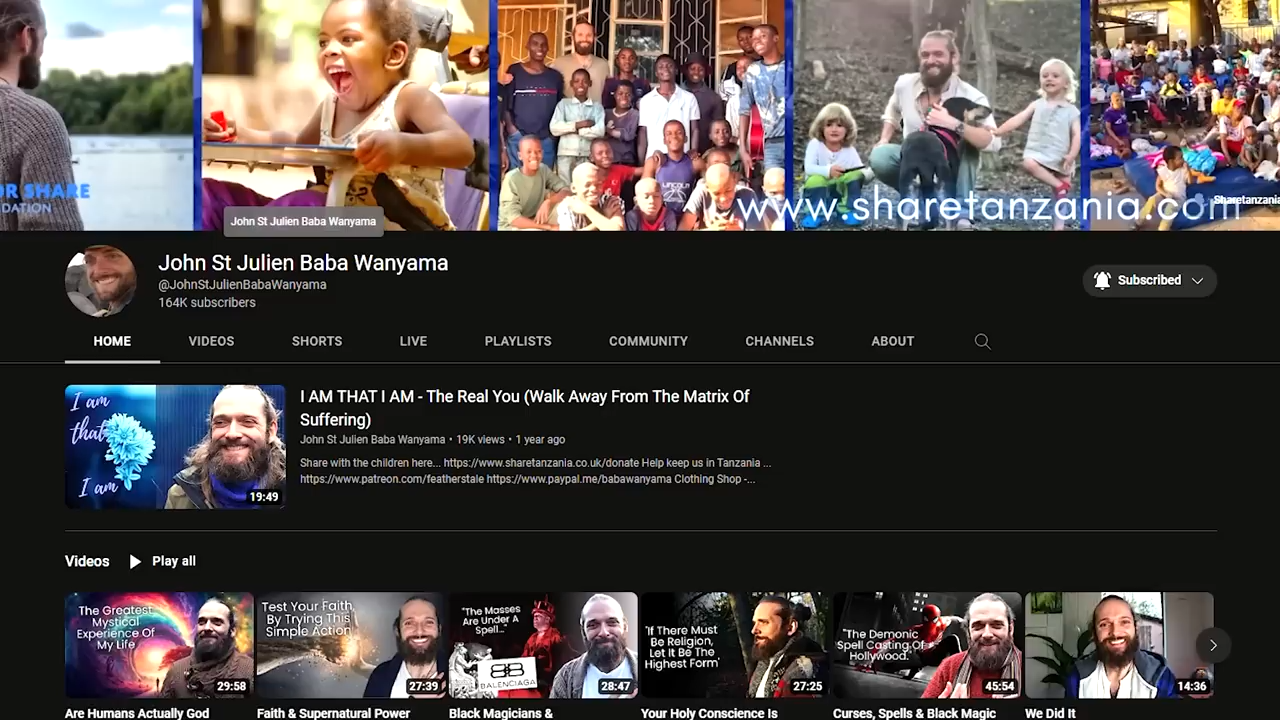 OR SHARE
DATION
www.sharetanzania.com
Sharetanzania
John St Julien Baba Wanyama
John St Julien Baba Wanyama
@JohnStJulienBabaWanyama
164K subscribers
Subscribed
HOME VIDEOS SHORTS LIVE PLAYLISTS COMMUNITY CHANNELS ABOUT
I am
that
I am
19:49
I AM THAT I AM - The Real You (Walk Away From The Matrix Of
Suffering)
John St Julien Baba Wanyama • 19K views • 1 year ago
Share with the children here... https://www.sharetanzania.co.uk/donate Help keep us in Tanzania ...
https://www.patreon.com/featherstale https://www.paypal.me/babawanyama Clothing Shop -...
Videos Play all
The Greatest
Mystical
Experience Of
My Life
29:58
Test Your Faith
By Trying This
Simple Action
27:39
"The Masses
Are Under A
Spell..."
BALENCIAGA
28:47
'If There Must
Be Religion,
Let It Be The
Highest Form'
27:25
"The Demonic
Spell Casting Of
Hollywood."
45:54
14:36
Are Humans Actually God
Faith & Supernatural Power
Black Magicians &
Your Holy Conscience Is
Curses, Spells & Black Magic
We Did It